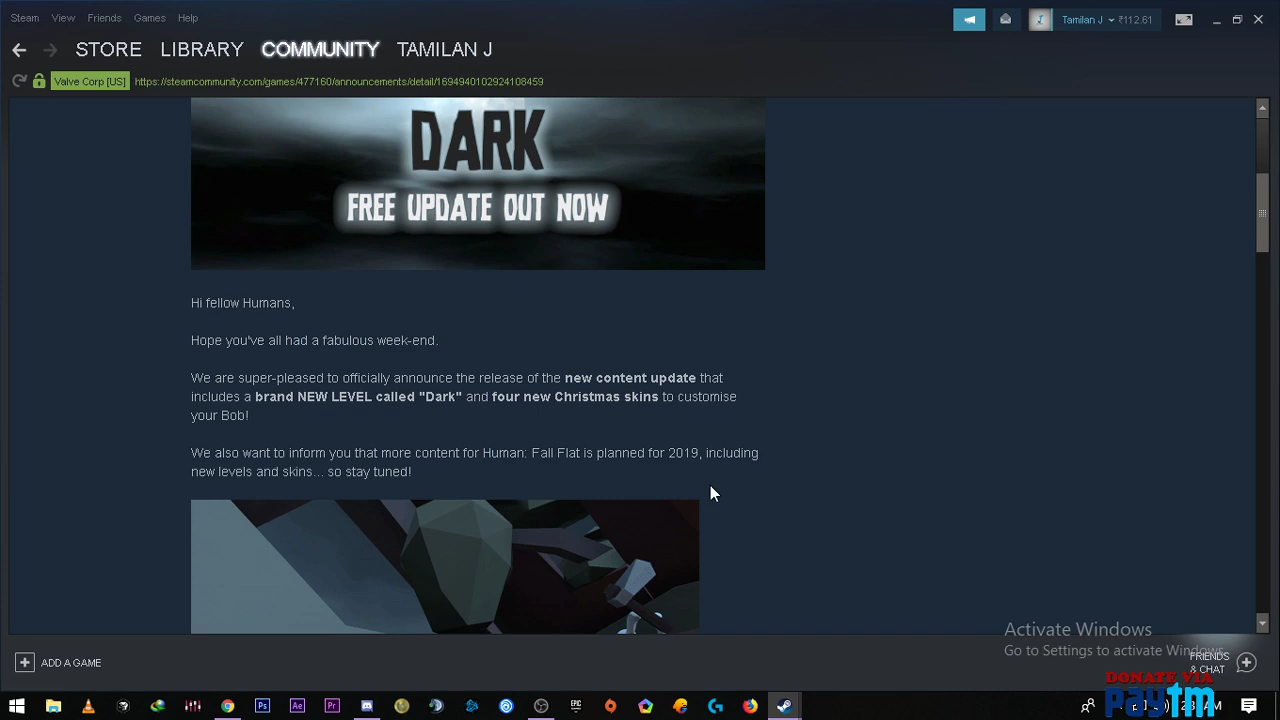 Steam View Friends Games Help
Tamilan J ₹112.61
STORE LIBRARY COMMUNITY TAMILAN J
Valve Corp [US] https://steamcommunity.com/games/477160/announcements/detail/1694940102924108459
DARK
FREE UPDATE OUT NOW
Hi fellow Humans,
Hope you've all had a fabulous week-end.
We are super-pleased to officially announce the release of the new content update that
includes a brand NEW LEVEL called "Dark" and four new Christmas skins to customise
your Bob!
We also want to inform you that more content for Human: Fall Flat is planned for 2019, including
new levels and skins... so stay tuned!
Activate Windows
Go to Settings to activate Windows.
ADD A GAME
FRIENDS
& CHAT
DONATE VIA
paytm
Ps Ae Pr EPIC